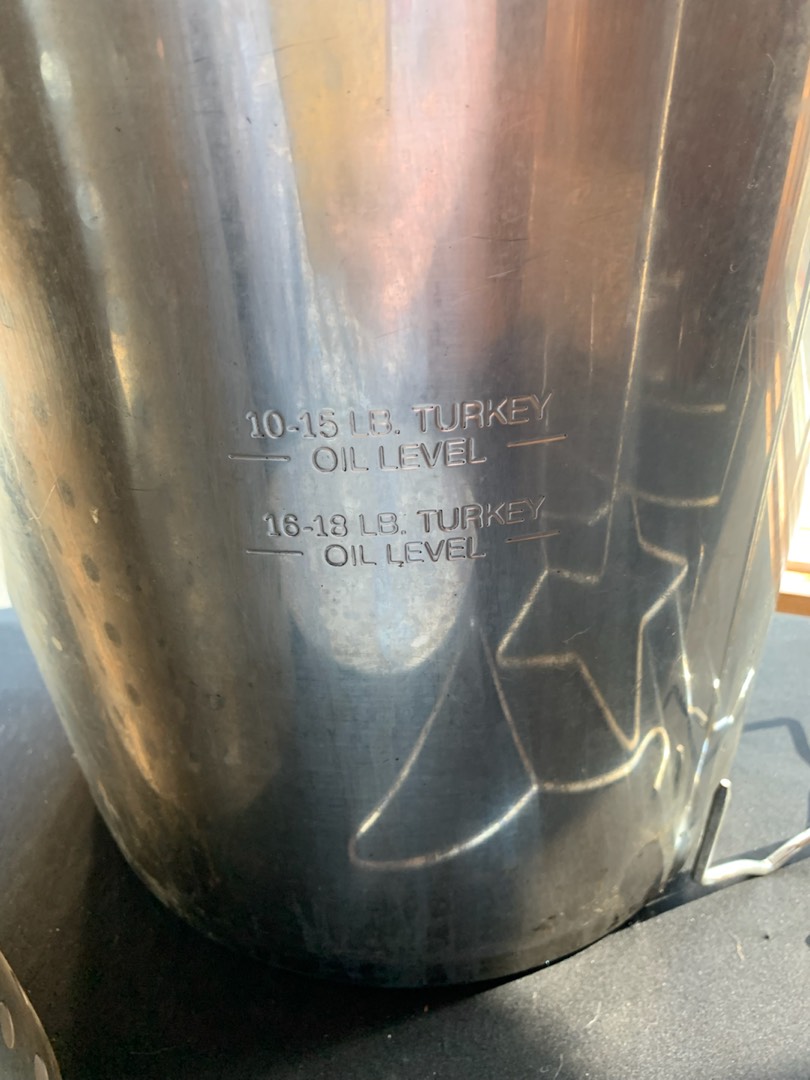 10-15 LB. TURKEY
OIL LEVEL
16-18 LB. TURKEY
OIL LEVEL